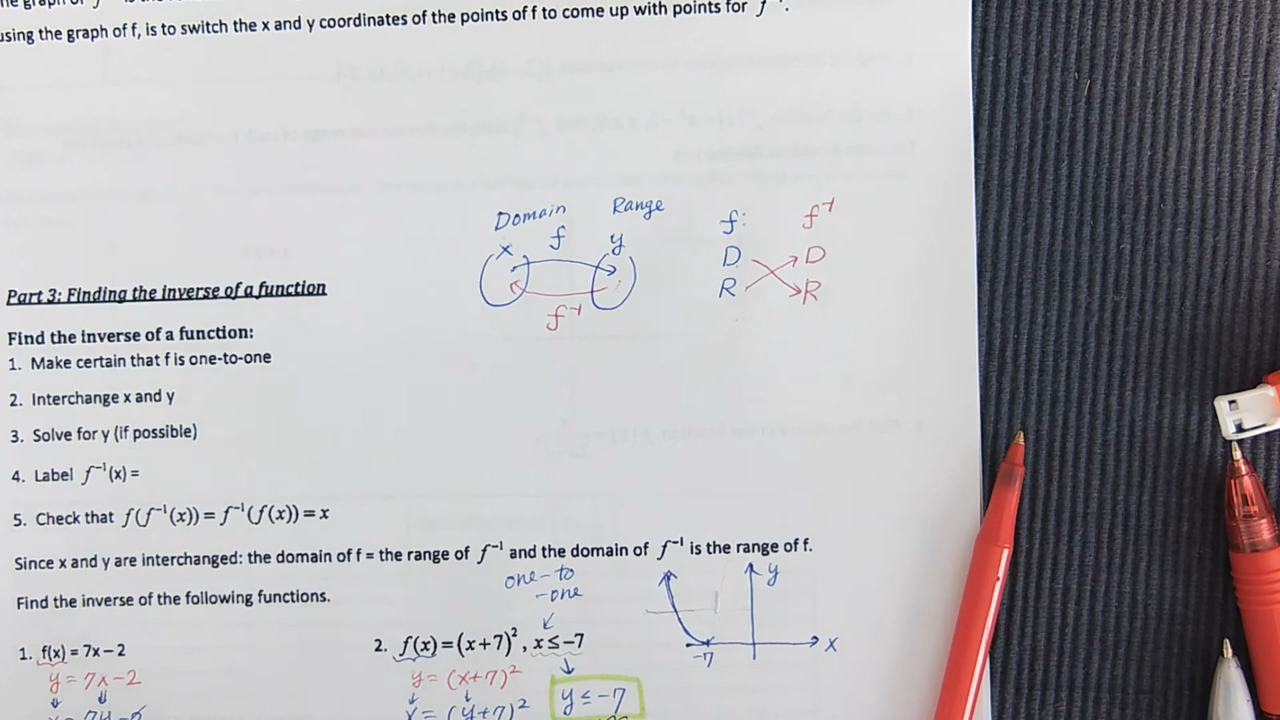 using the graph of f, is to switch the x and y coordinates of the points of f to come up with points for f⁻¹.
Domain Range
x f y
f⁻¹
f: f⁻¹
D D
R R
Part 3: Finding the inverse of a function
Find the inverse of a function:
1. Make certain that f is one-to-one
2. Interchange x and y
3. Solve for y (if possible)
4. Label f⁻¹(x) =
5. Check that f(f⁻¹(x)) = f⁻¹(f(x)) = x
Since x and y are interchanged: the domain of f = the range of f⁻¹ and the domain of f⁻¹ is the range of f.
Find the inverse of the following functions.
one-to
-one
y
x
-7
1. f(x) = 7x – 2
y = 7x - 2
2. f(x) = (x+7)², x ≤ -7
y = (x+7)²
x = (y+7)²
y ≤ -7